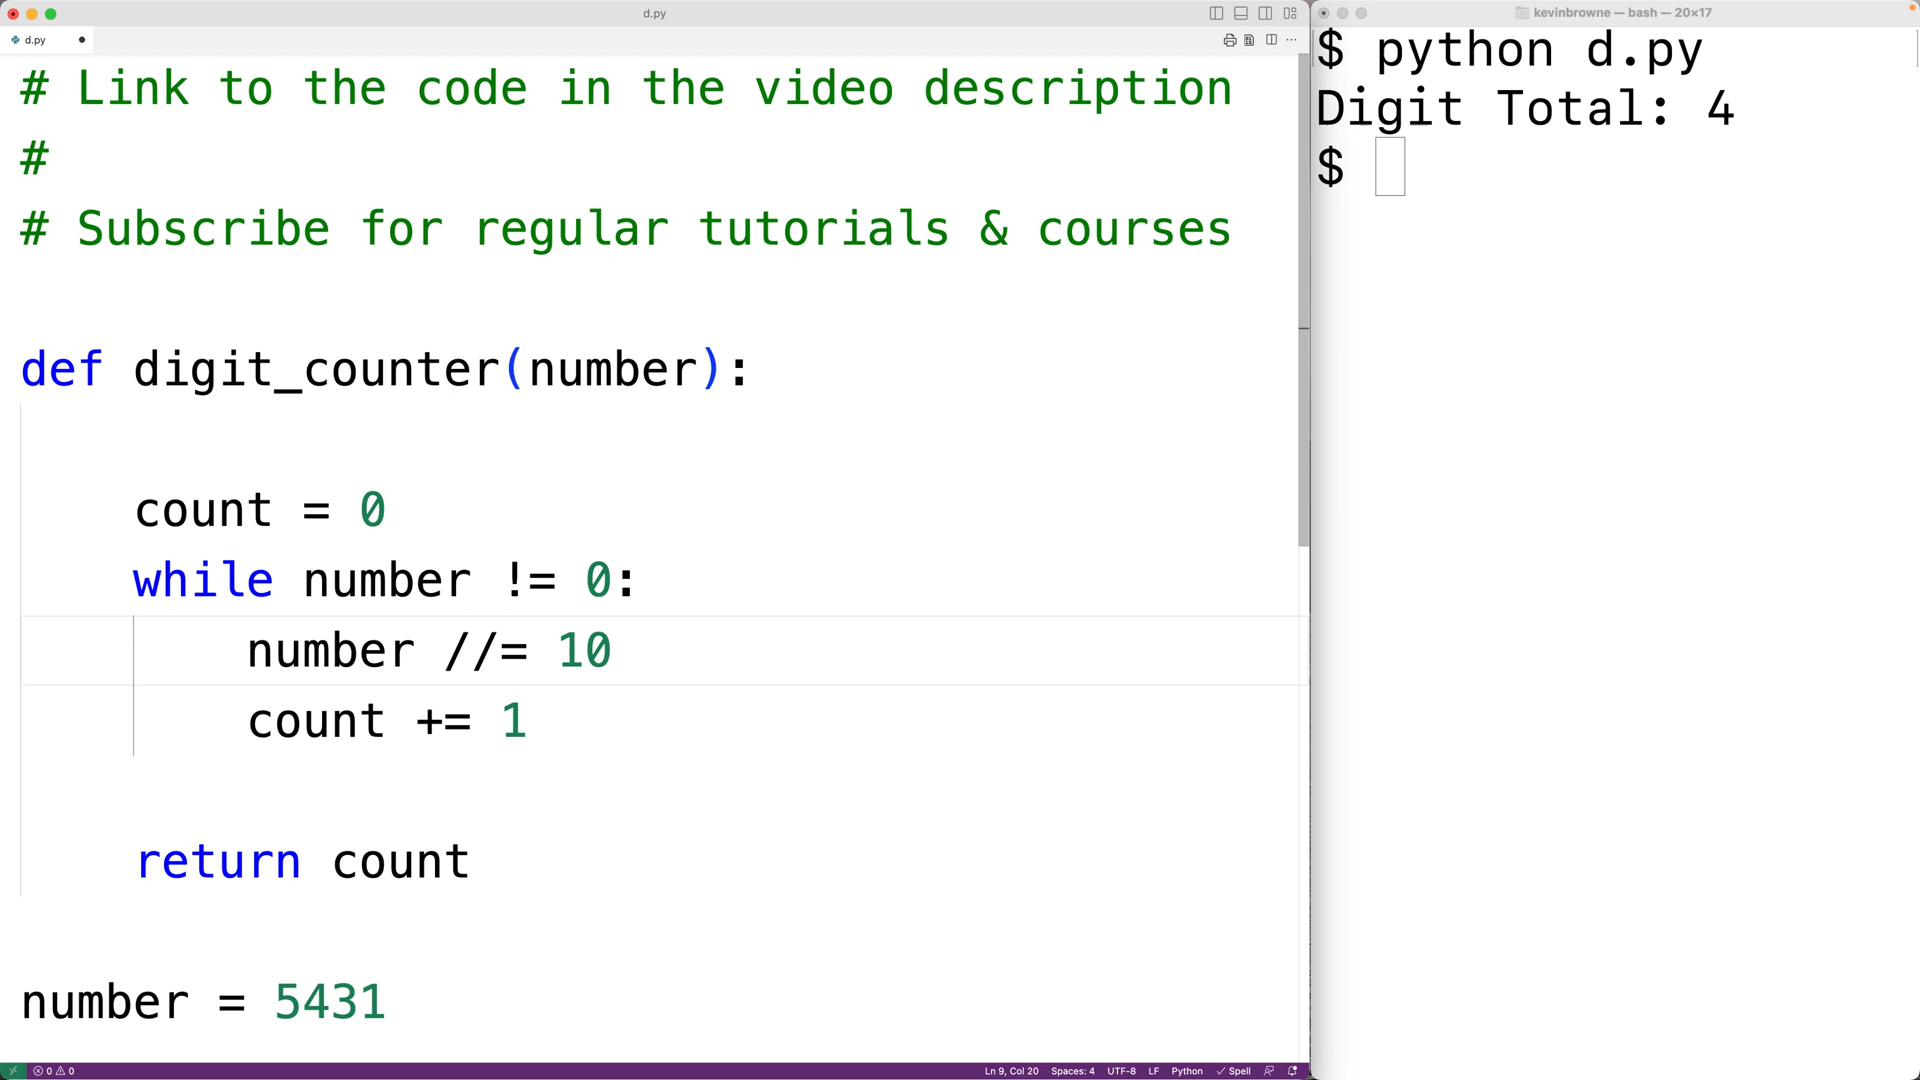 d.py
d.py
# Link to the code in the video description
#
# Subscribe for regular tutorials & courses
def digit_counter(number):
count = 0
while number != 0:
number //= 10
count += 1
return count
number = 5431
0 0
Ln 9, Col 20 Spaces: 4 UTF-8 LF Python Spell
kevinbrowne — bash — 20×17
$ python d.py
Digit Total: 4
$